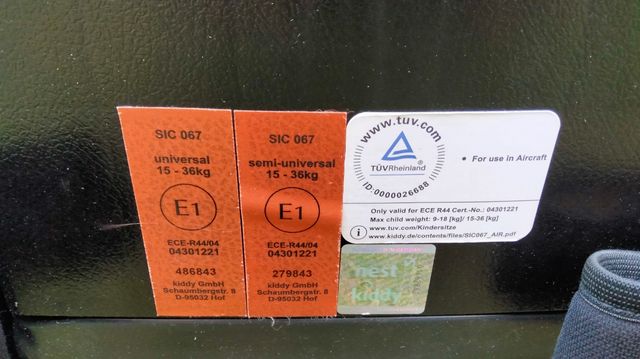 SIC 067
universal
15 - 36kg
E1
ECE-R44/04
04301221
486843
kiddy GmbH
Schaumbergstr. 8
D-95032 Hof
SIC 067
semi-universal
15 - 36kg
E1
ECE-R44/04
04301221
279843
kiddy GmbH
Schaumbergstr. 8
D-95032 Hof
www.tuv.com
TÜVRheinland
ID:0000026688
• For use in Aircraft
Only valid for ECE R44 Cert.-No.: 04301221
Max child weight: 9-18 [kg]/ 15-36 [kg]
www.tuv.com/Kindersitze
i www.kiddy.de/contents/files/SIC067_AIR.pdf
nest
kiddy